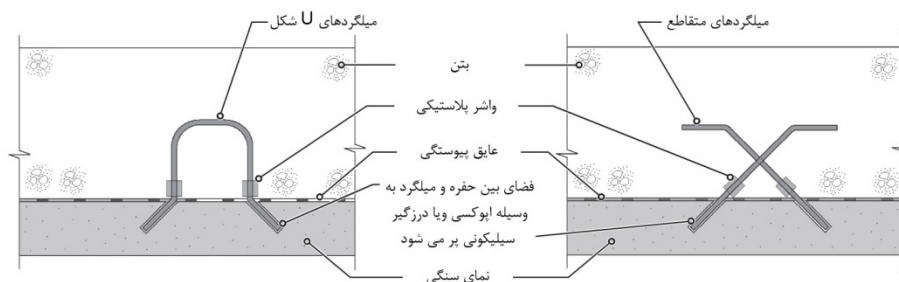 میلگردهای U شکل
میلگردهای متقاطع
بتن
واشر پلاستیکی
عایق پیوستگی
فضای بین حفره و میلگرد به
وسیله اپوکسی ویا درزگیر
سیلیکونی پر می شود
نمای سنگی